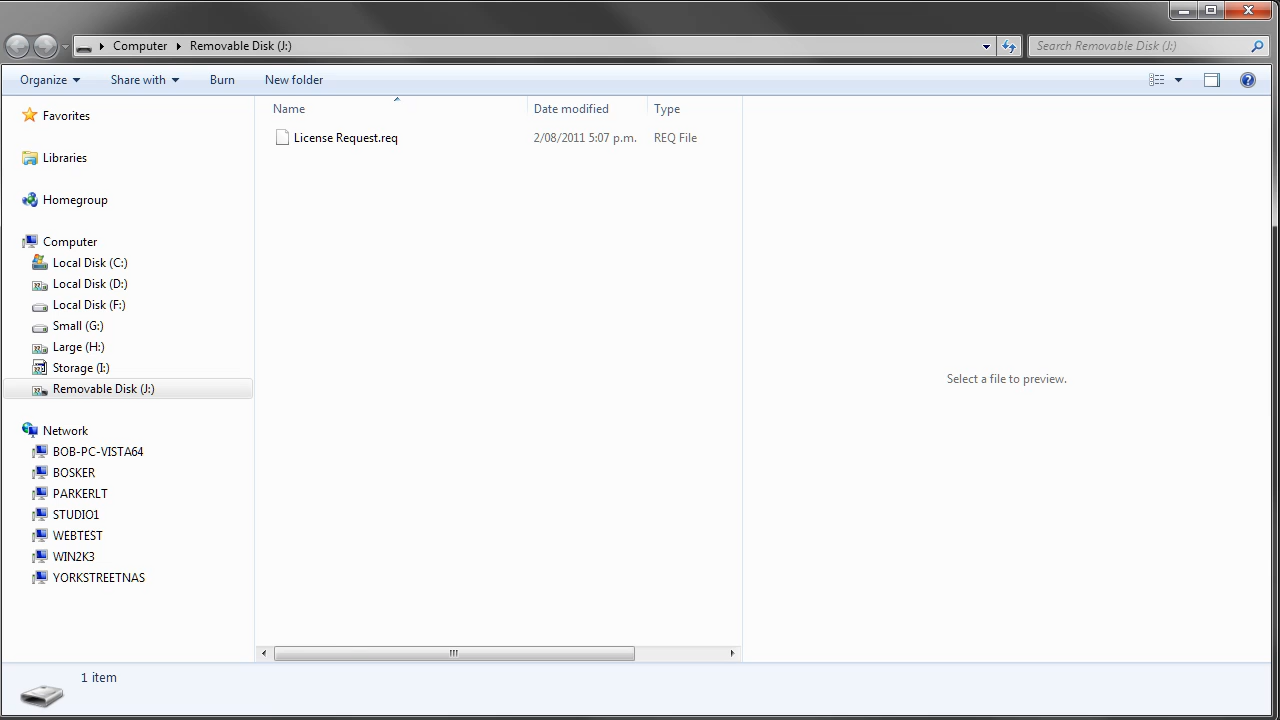 Computer Removable Disk (J:)
Search Removable Disk (J:)
Organize Share with Burn New folder
Favorites
Libraries
Homegroup
Computer
Local Disk (C:)
Local Disk (D:)
Local Disk (F:)
Small (G:)
Large (H:)
Storage (I:)
Removable Disk (J:)
Network
BOB-PC-VISTA64
BOSKER
PARKERLT
STUDIO1
WEBTEST
WIN2K3
YORKSTREETNAS
Name Date modified Type
License Request.req 2/08/2011 5:07 p.m. REQ File
Select a file to preview.
1 item